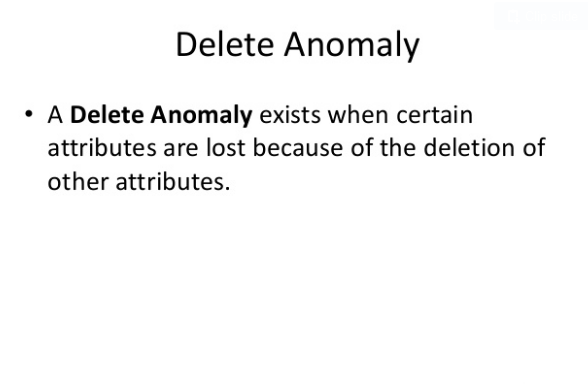 Delete Anomaly
• A Delete Anomaly exists when certain
attributes are lost because of the deletion of
other attributes.